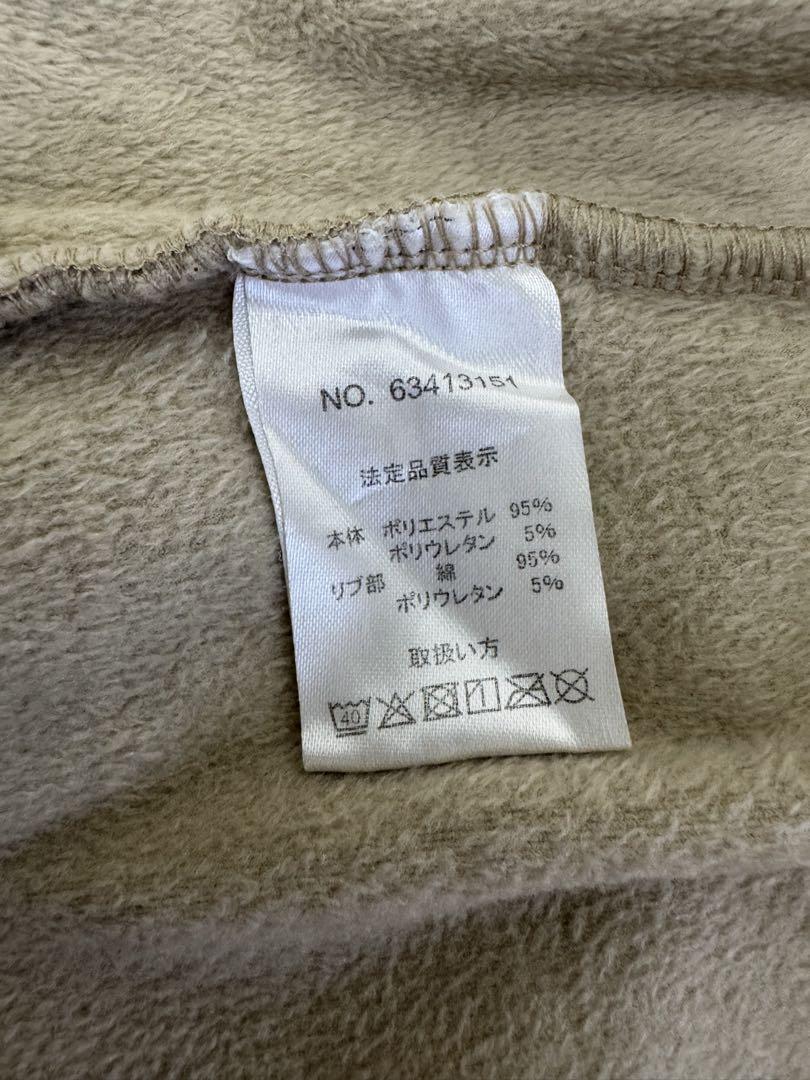 NO. 63413151
法定品質表示
本体 ポリエステル 95%
ポリウレタン 5%
リブ部 綿 95%
ポリウレタン 5%
取扱い方
40